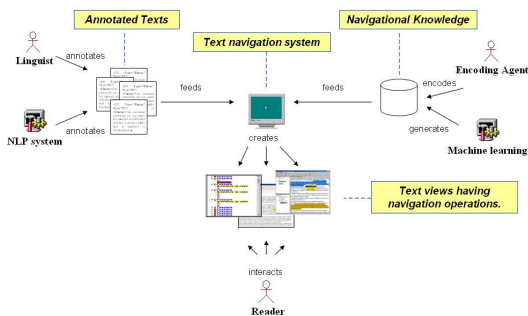 Annotated Texts
Navigational Knowledge
Text navigation system
Linguist
annotates
Encoding Agent
feeds
feeds
encodes
NLP system
annotates
generates
Machine learning
creates
Text views having
navigation operations.
interacts
Reader